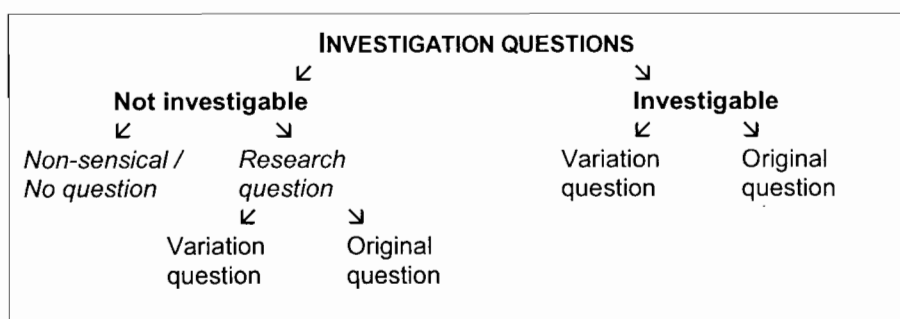 INVESTIGATION QUESTIONS
↙ ↘
Not investigable Investigable
↙ ↘ ↙ ↘
Non-sensical / Research Variation Original
No question question question question
↙ ↘
Variation Original
question question